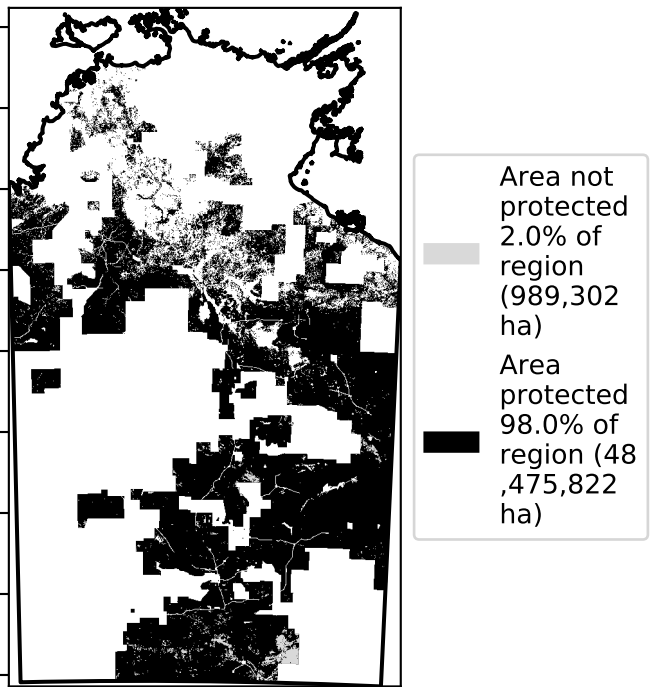 Area not
protected
2.0% of
region
(989,302
ha)
Area
protected
98.0% of
region (48
,475,822
ha)